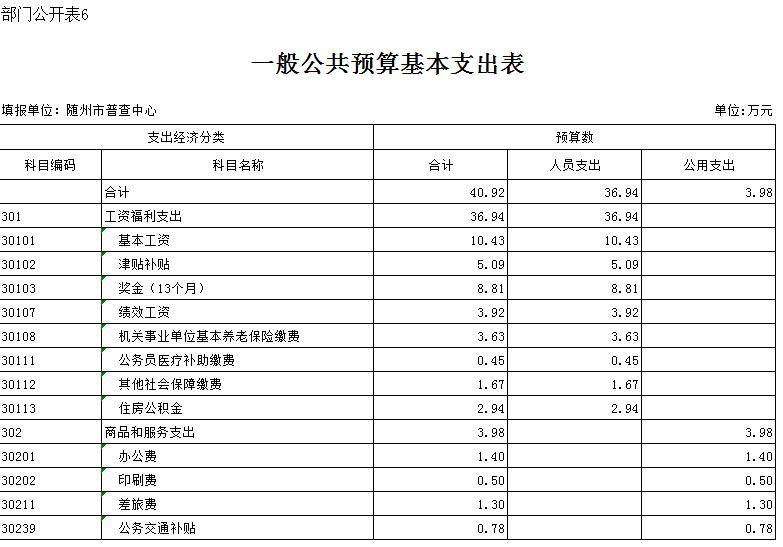 部门公开表6
一般公共预算基本支出表
填报单位：随州市普查中心 单位:万元
支出经济分类 预算数
科目编码 科目名称 合计 人员支出 公用支出
合计 40.92 36.94 3.98
301 工资福利支出 36.94 36.94
30101 基本工资 10.43 10.43
30102 津贴补贴 5.09 5.09
30103 奖金（13个月） 8.81 8.81
30107 绩效工资 3.92 3.92
30108 机关事业单位基本养老保险缴费 3.63 3.63
30111 公务员医疗补助缴费 0.45 0.45
30112 其他社会保障缴费 1.67 1.67
30113 住房公积金 2.94 2.94
302 商品和服务支出 3.98 3.98
30201 办公费 1.40 1.40
30202 印刷费 0.50 0.50
30211 差旅费 1.30 1.30
30239 公务交通补贴 0.78 0.78